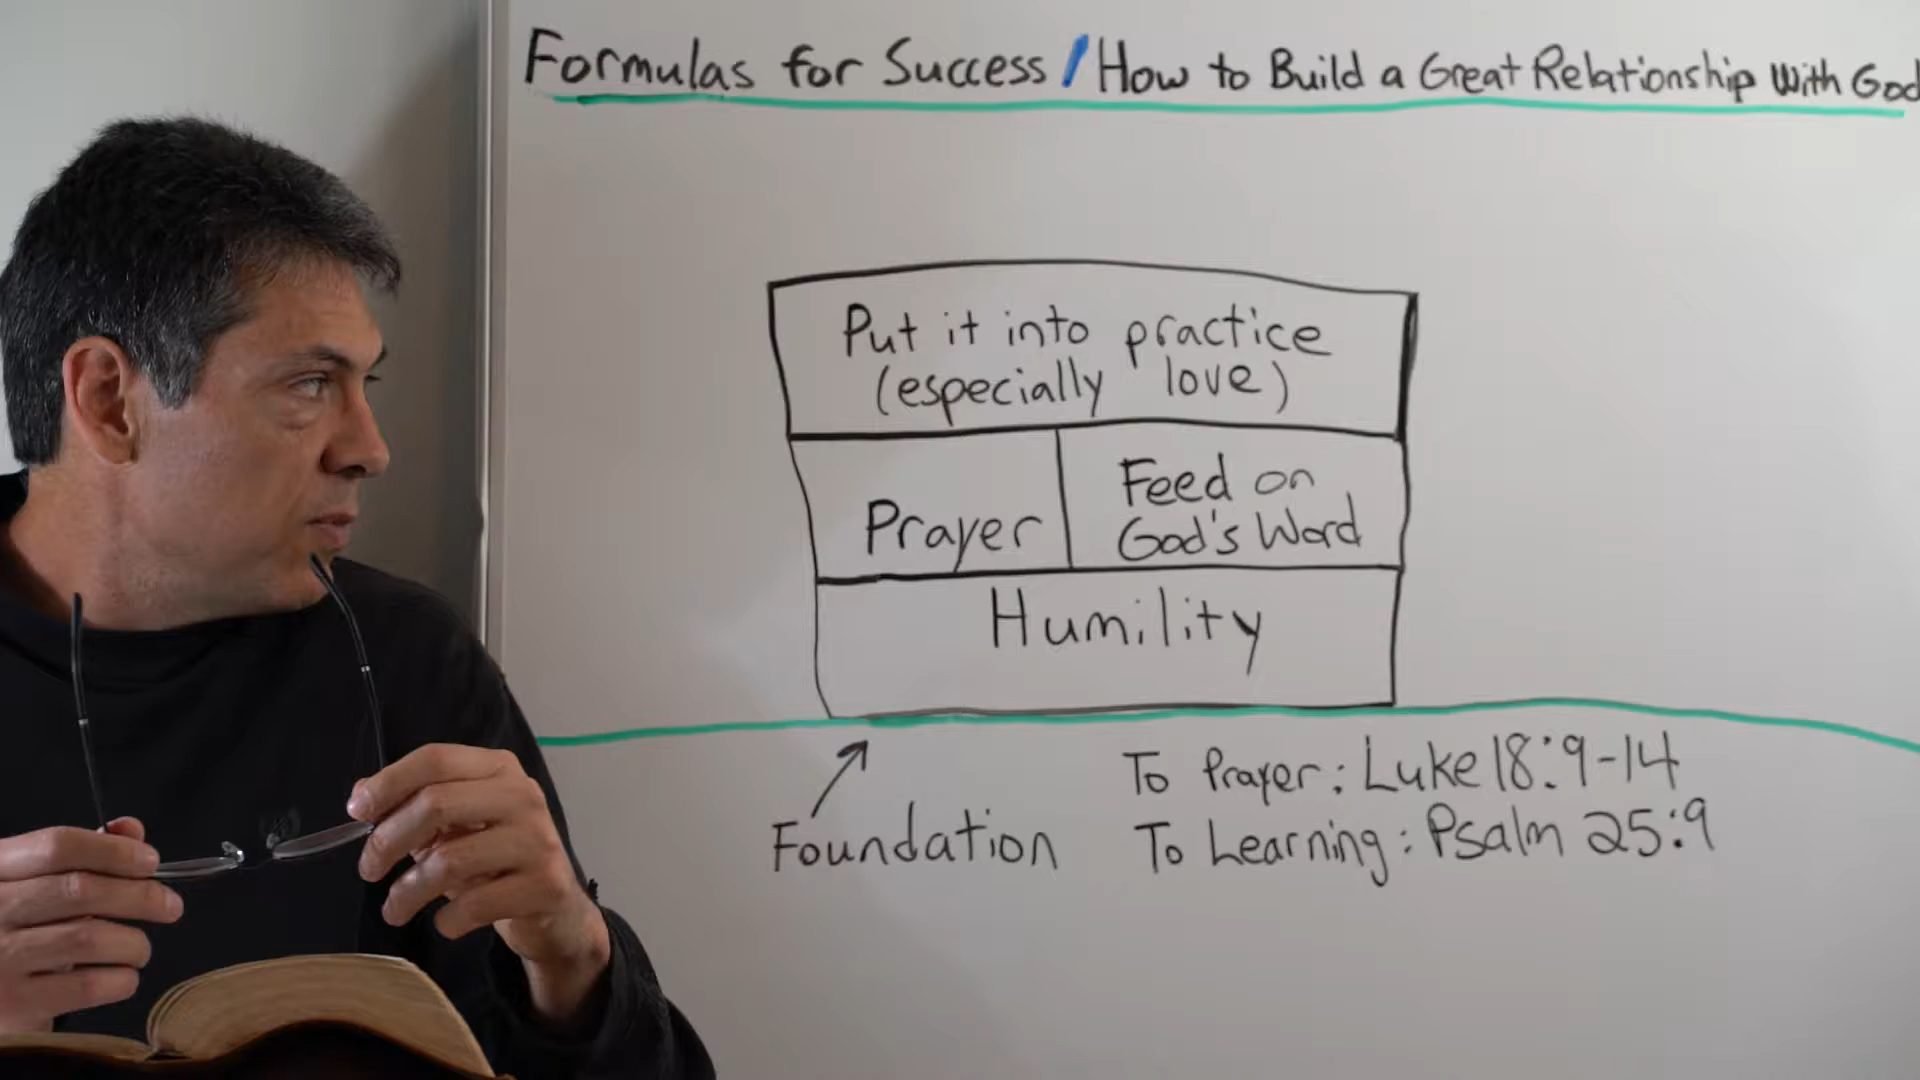 Formulas for Success / How to Build a Great Relationship With God
Put it into practice
(especially love)
Prayer
Feed on
God's Word
Humility
Foundation
To Prayer: Luke 18:9-14
To Learning: Psalm 25:9